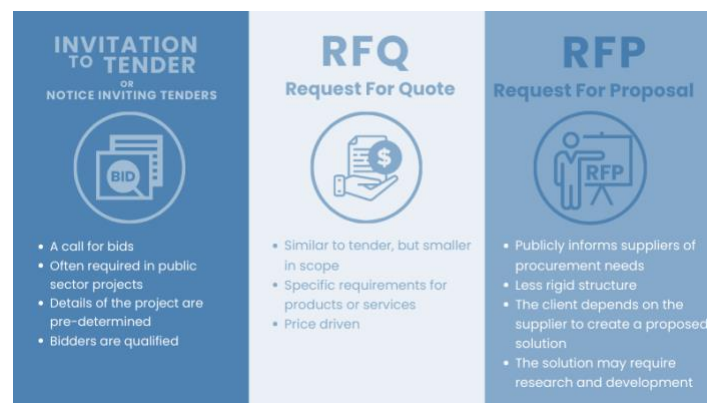 INVITATION
TO TENDER
OR
NOTICE INVITING TENDERS
BID
• A call for bids
• Often required in public
sector projects
• Details of the project are
pre-determined
• Bidders are qualified
RFQ
Request For Quote
$
• Similar to tender, but smaller
in scope
• Specific requirements for
products or services
• Price driven
RFP
Request For Proposal
RFP
• Publicly informs suppliers of
procurement needs
• Less rigid structure
• The client depends on the
supplier to create a proposed
solution
• The solution may require
research and development